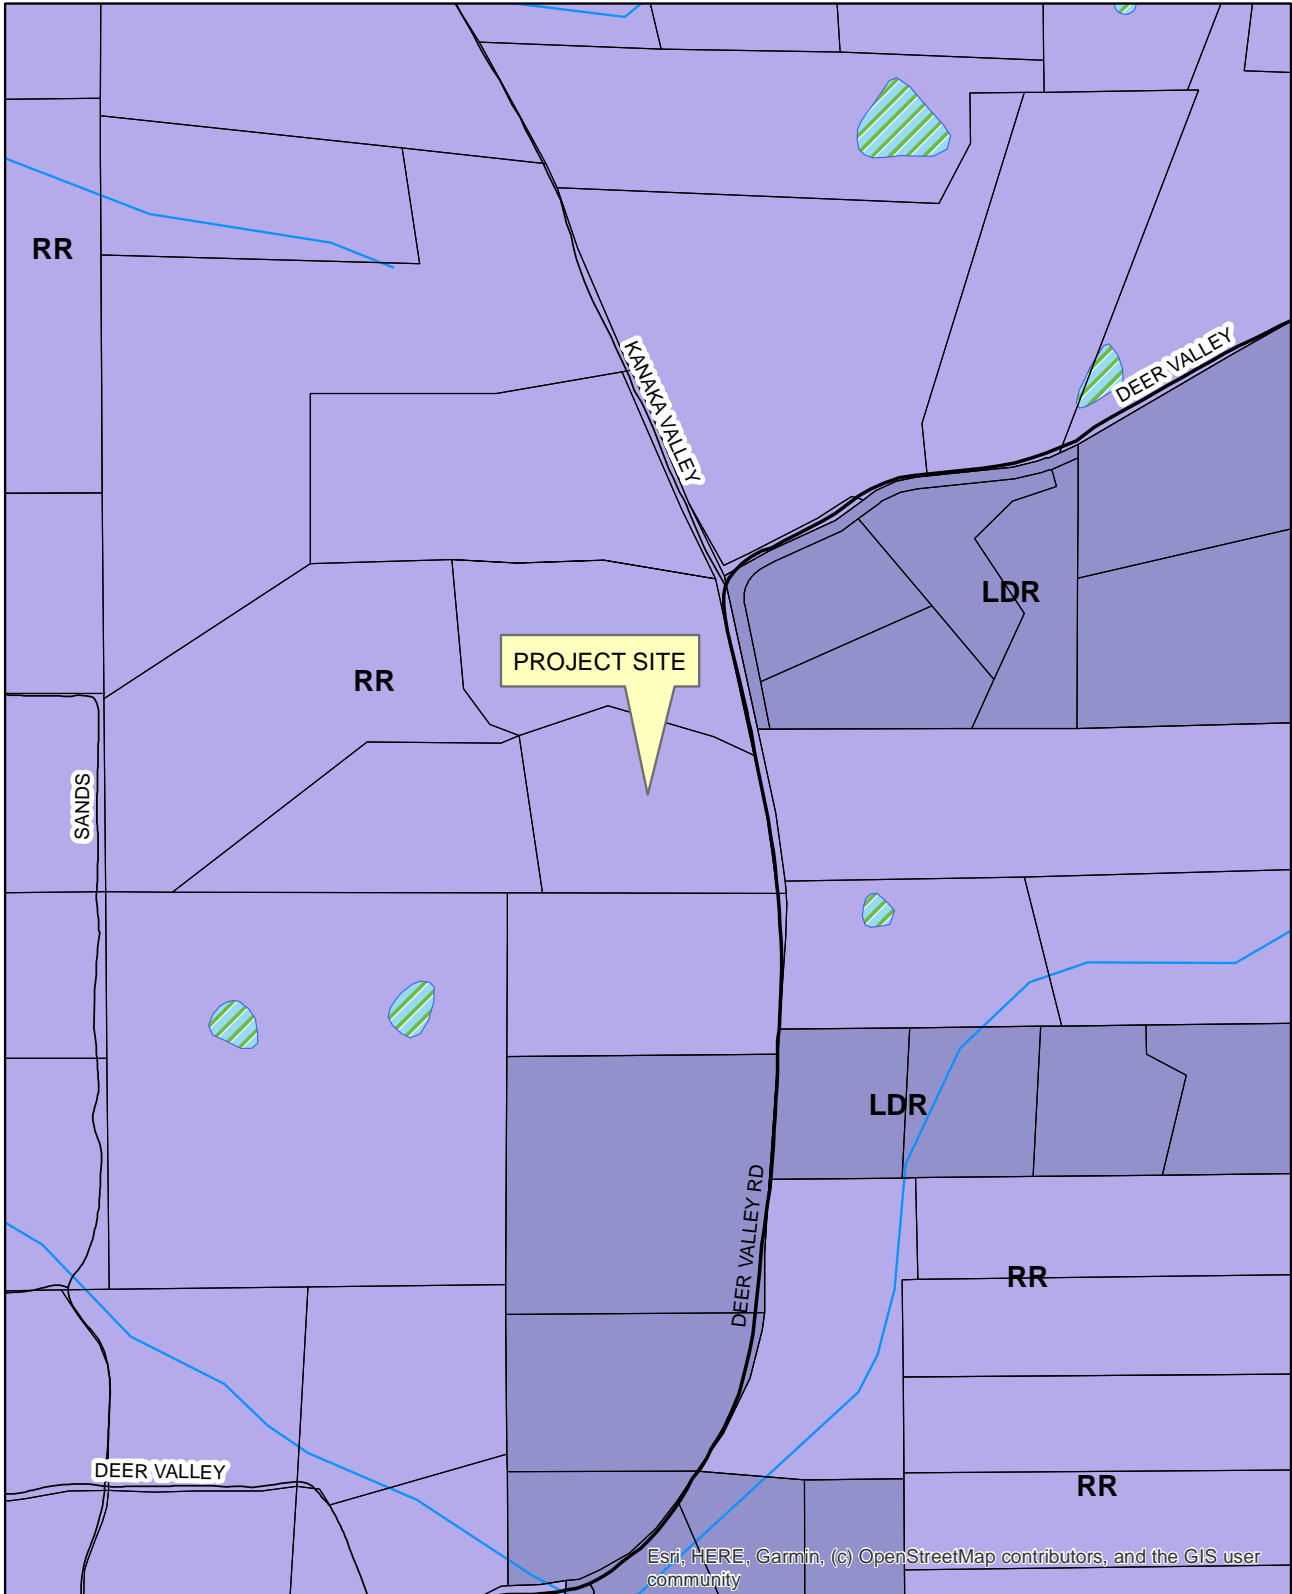 RR
KANAKA VALLEY
DEER VALLEY
LDR
PROJECT SITE
RR
SANDS
LDR
DEER VALLEY RD
RR
DEER VALLEY
RR
Esri, HERE, Garmin, (c) OpenStreetMap contributors, and the GIS user
community